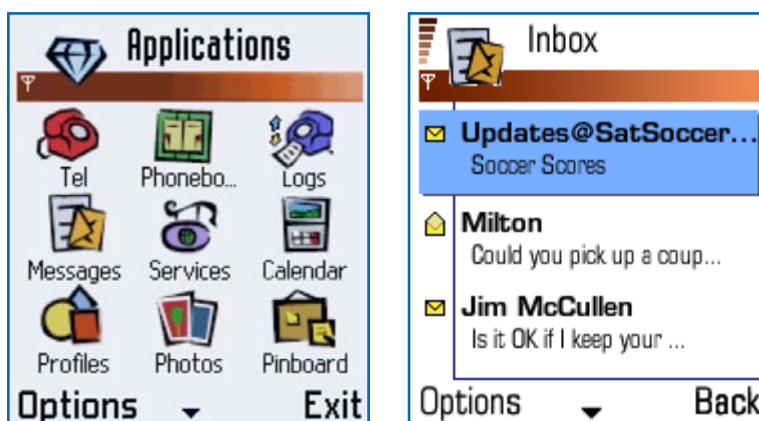 Applications
Tel
Phonebo...
Logs
Messages
Services
Calendar
Profiles
Photos
Pinboard
Options
Exit
Inbox
Updates@SatSoccer...
Soccer Scores
Milton
Could you pick up a coup...
Jim McCullen
Is it OK if I keep your ...
Options
Back